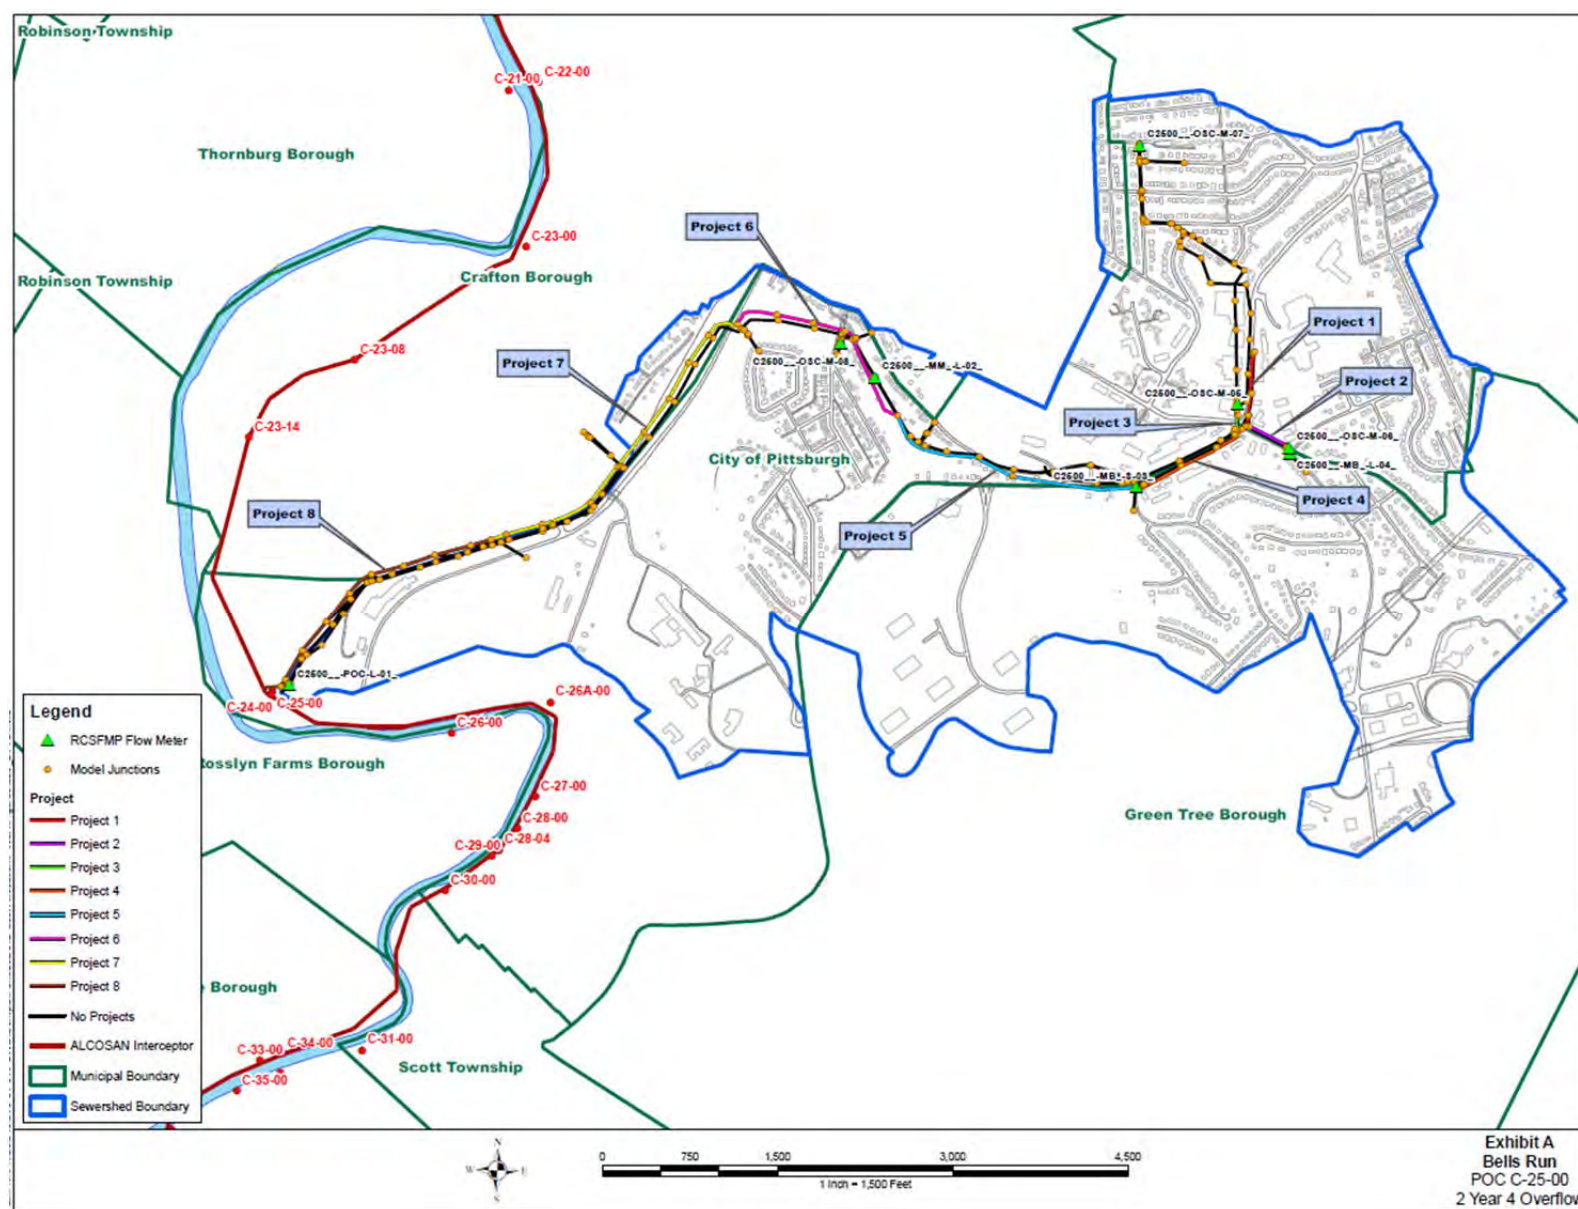 Robinson Township
C-21-00
C-22-00
Thornburg Borough
C2500__-OSC-M-07_
Project 6
C-23-00
Crafton Borough
Robinson Township
Project 1
C-23-08
Project 7
C2500__-OSC-M-08_
C2500__-MM_-L-02_
Project 2
C2500__-OSC-M-05_
C-23-14
Project 3
C2500__-OSC-M-06_
City of Pittsburgh
C2500__-MB_-L-04_
C2500__-MB_-S-03_
Project 4
Project 8
Project 5
C2500__-POC-L-01_
C-24-00
C-25-00
C-26A-00
C-26-00
Rosslyn Farms Borough
C-27-00
Green Tree Borough
C-28-00
C-28-04
C-29-00
C-30-00
Borough
C-31-00
C-34-00
C-33-00
C-35-00
Scott Township
Legend
RCSFMP Flow Meter
Model Junctions
Project
Project 1
Project 2
Project 3
Project 4
Project 5
Project 6
Project 7
Project 8
No Projects
ALCOSAN Interceptor
Municipal Boundary
Sewershed Boundary
N
W E
S
0 750 1,500 3,000 4,500
1 Inch = 1,500 Feet
Exhibit A
Bells Run
POC C-25-00
2 Year 4 Overflow